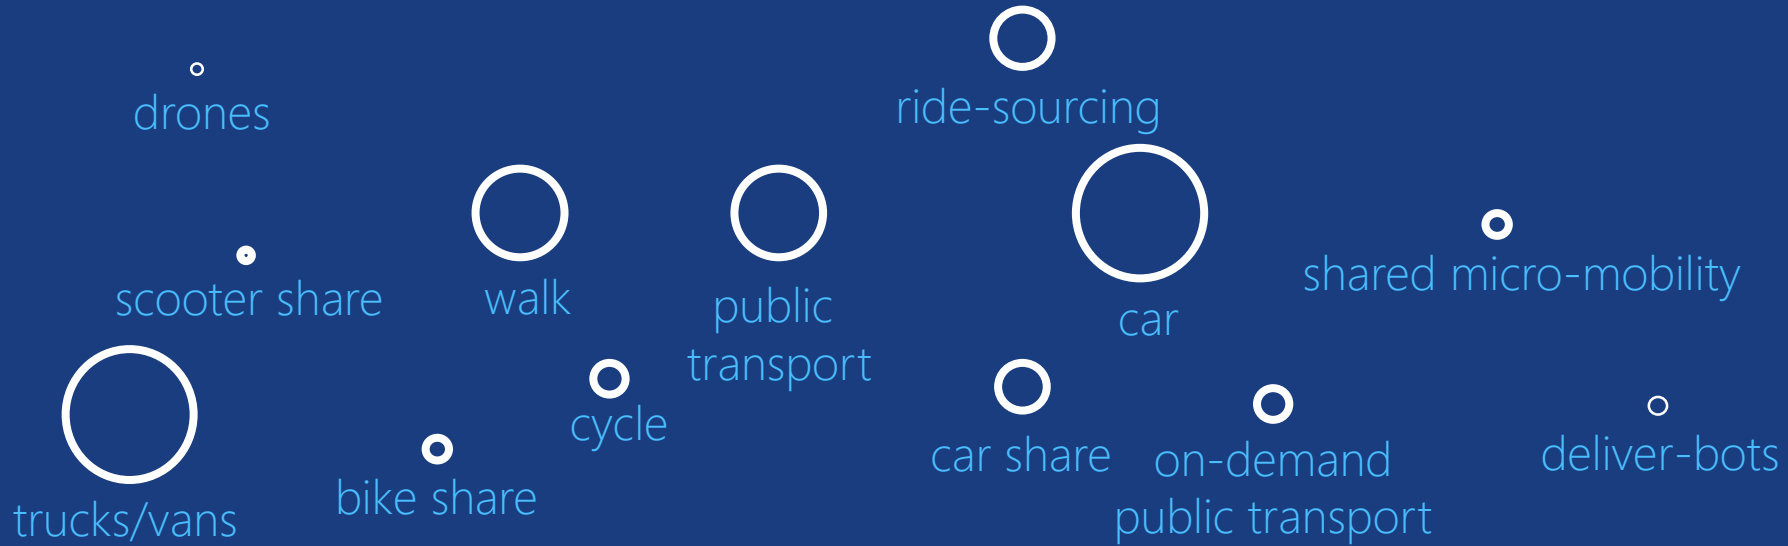 drones
ride-sourcing
scooter share
walk
public
transport
car
shared micro-mobility
trucks/vans
bike share
cycle
car share
on-demand
public transport
deliver-bots